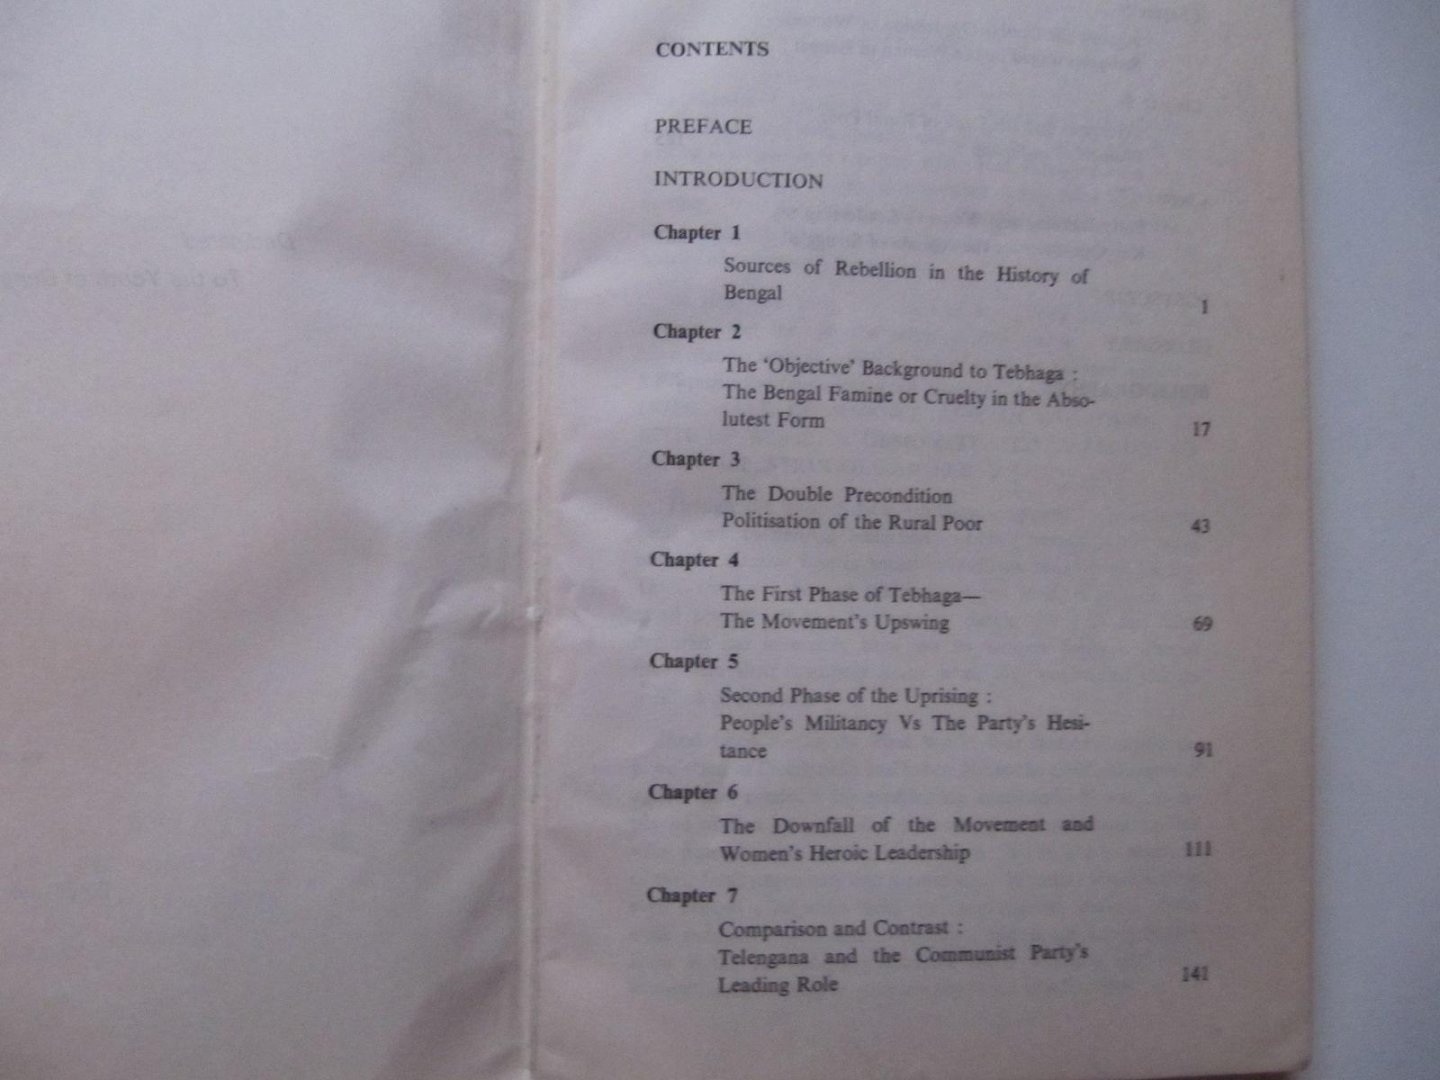 CONTENTS
PREFACE
INTRODUCTION
Chapter 1
Sources of Rebellion in the History of
Bengal 1
Chapter 2
The ‘Objective’ Background to Tebhaga :
The Bengal Famine or Cruelty in the Abso-
lutest Form 17
Chapter 3
The Double Precondition
Politisation of the Rural Poor 43
Chapter 4
The First Phase of Tebhaga—
The Movement's Upswing 69
Chapter 5
Second Phase of the Uprising :
People's Militancy Vs The Party's Hesi-
tance 91
Chapter 6
The Downfall of the Movement and
Women's Heroic Leadership 111
Chapter 7
Comparison and Contrast :
Telengana and the Communist Party's
Leading Role 141